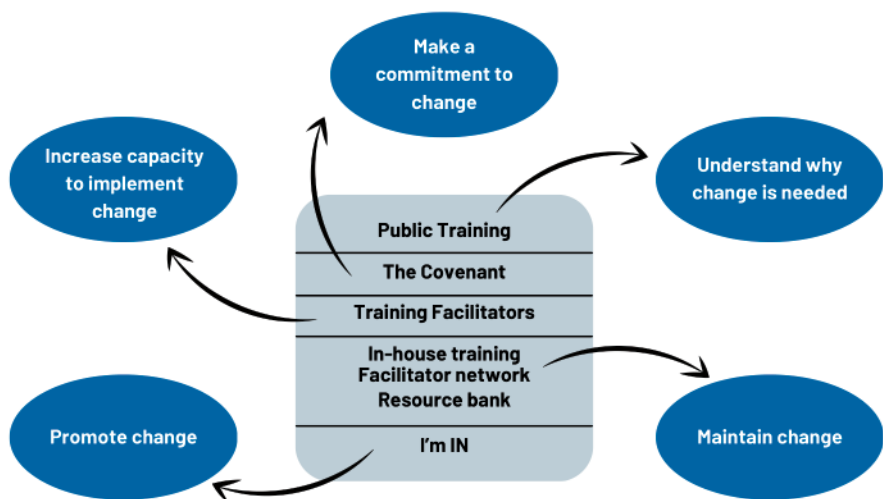 Make a
commitment to
change
Increase capacity
to implement
change
Understand why
change is needed
Public Training
The Covenant
Training Facilitators
In-house training
Facilitator network
Resource bank
I'm IN
Promote change
Maintain change